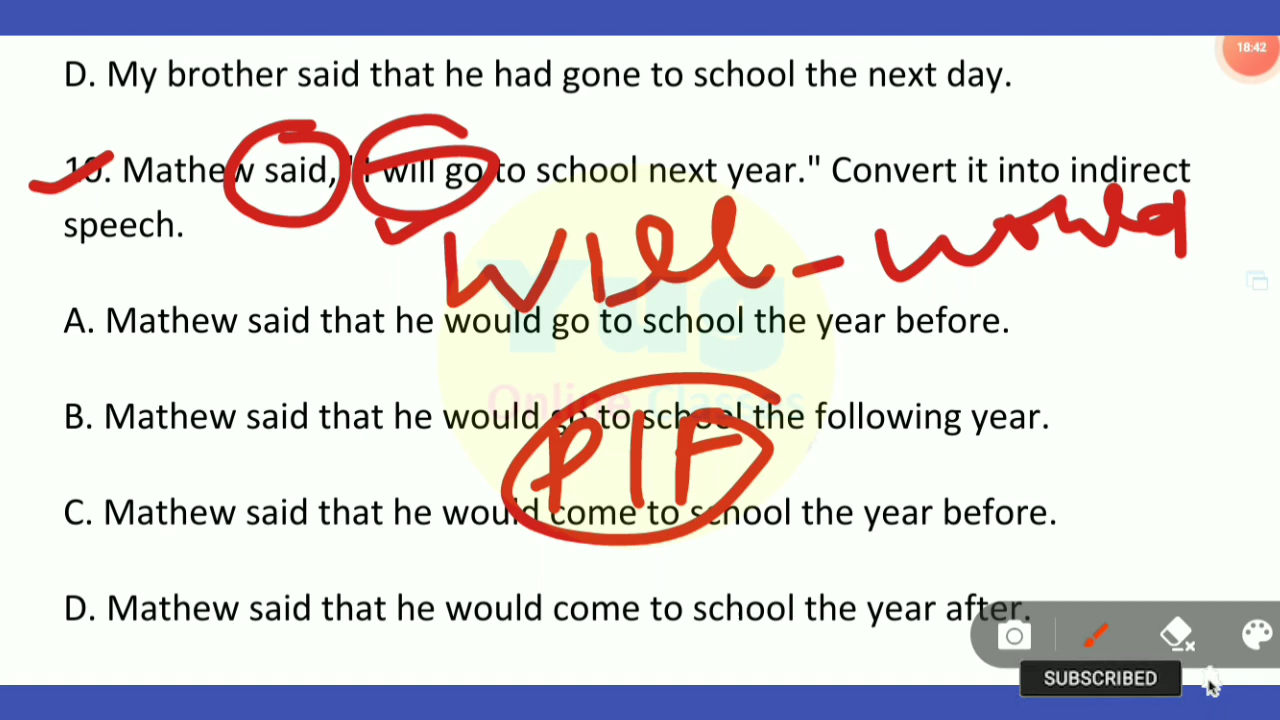 18:42
D. My brother said that he had gone to school the next day.
10. Mathew said, "I will go to school next year." Convert it into indirect
speech.
will - would
A. Mathew said that he would go to school the year before.
Yug
Online Classes
B. Mathew said that he would go to school the following year.
PIF
C. Mathew said that he would come to school the year before.
D. Mathew said that he would come to school the year after.
SUBSCRIBED